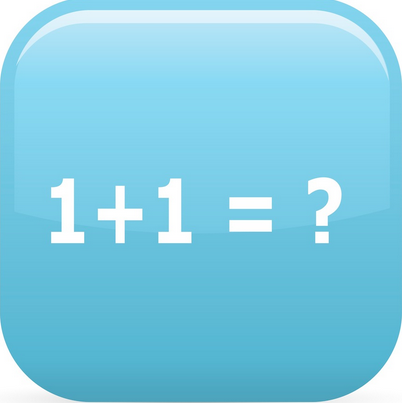 1+1 = ?